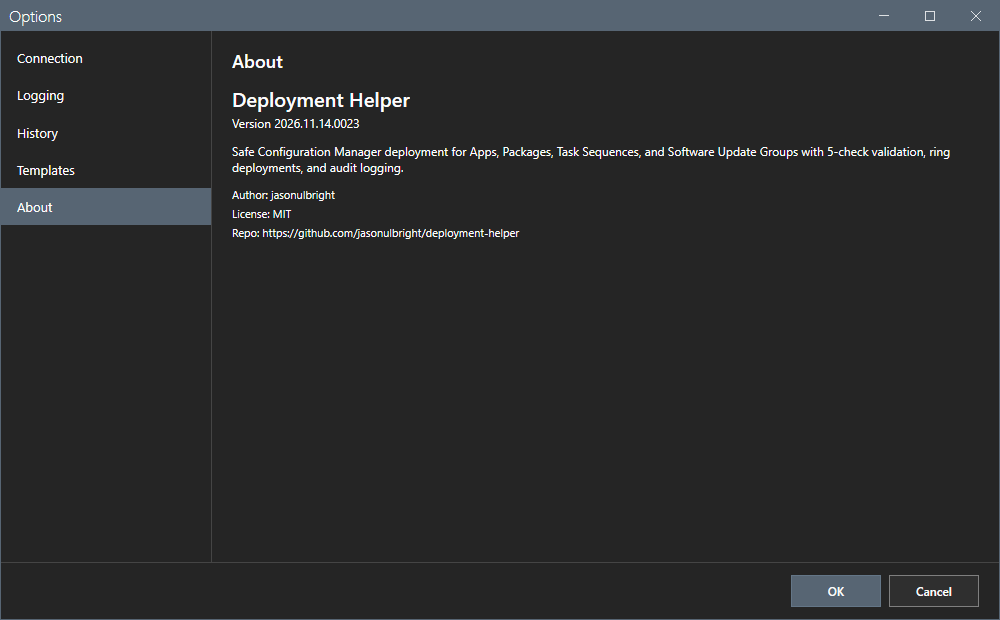 Options
Connection
Logging
History
Templates
About
About
Deployment Helper
Version 2026.11.14.0023
Safe Configuration Manager deployment for Apps, Packages, Task Sequences, and Software Update Groups with 5-check validation, ring
deployments, and audit logging.
Author: jasonulbright
License: MIT
Repo: https://github.com/jasonulbright/deployment-helper
OK
Cancel